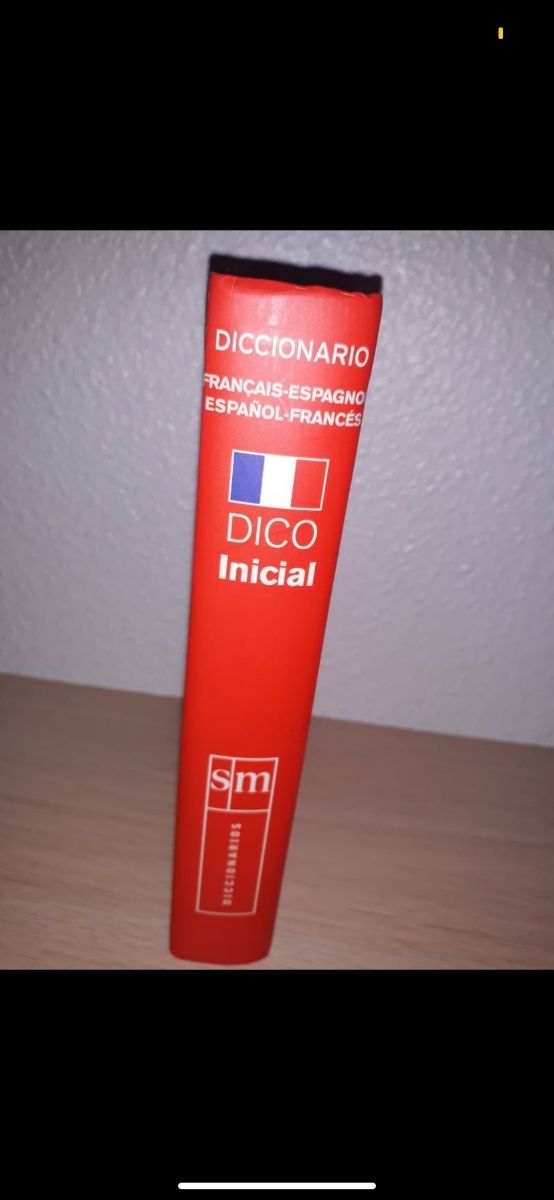 DICCIONARIO
FRANÇAIS-ESPAGNO
ESPAÑOL-FRANCÉS
DICO
Inicial
sm
DICCIONARIOS